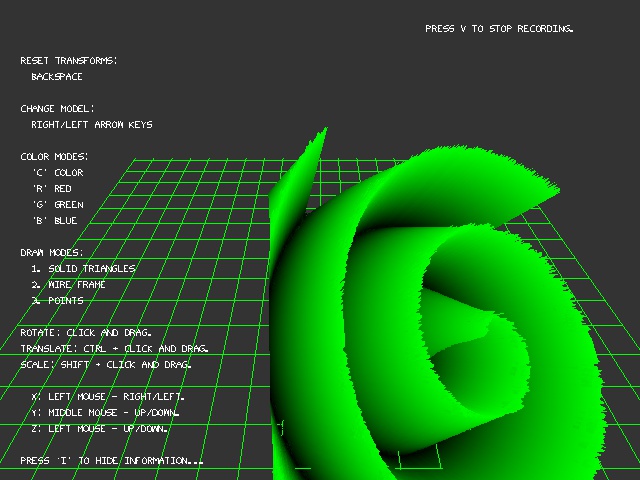 PRESS V TO STOP RECORDING.
RESET TRANSFORMS:
BACKSPACE
CHANGE MODEL:
RIGHT/LEFT ARROW KEYS
COLOR MODES:
'C' COLOR
'R' RED
'G' GREEN
'B' BLUE
DRAW MODES:
1. SOLID TRIANGLES
2. WIRE FRAME
3. POINTS
ROTATE: CLICK AND DRAG.
TRANSLATE: CTRL + CLICK AND DRAG.
SCALE: SHIFT + CLICK AND DRAG.
X: LEFT MOUSE - RIGHT/LEFT.
Y: MIDDLE MOUSE - UP/DOWN.
Z: LEFT MOUSE - UP/DOWN.
PRESS 'I' TO HIDE INFORMATION...